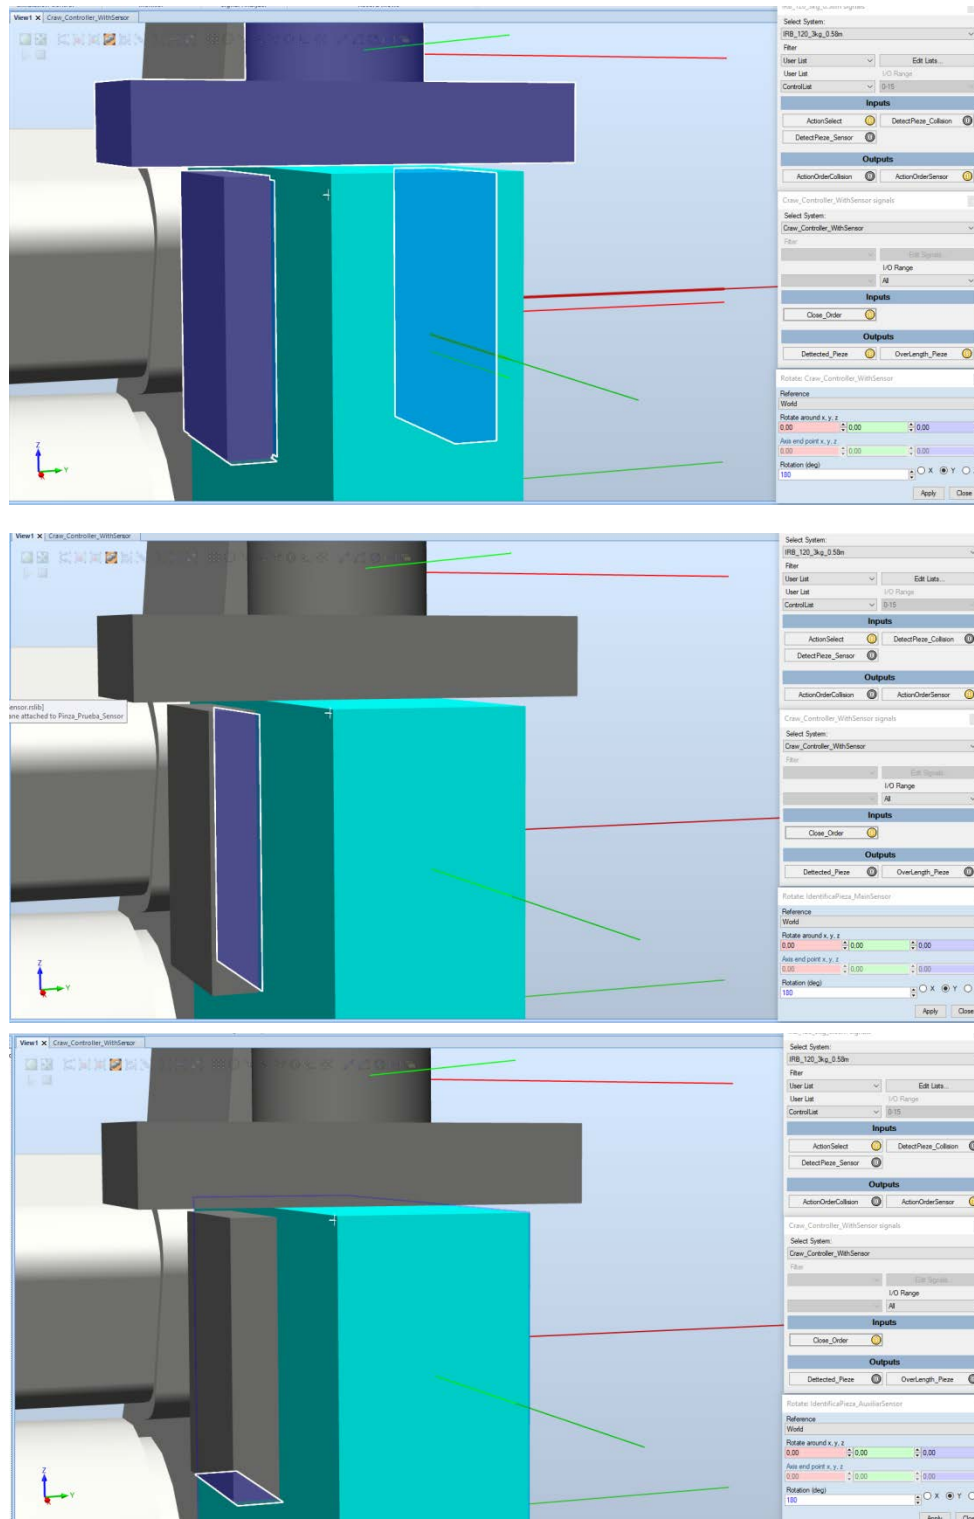 View1 X Craw_Controller_WithSensor
Select System:
IRB_120_3kg_0.58m
Filter
User List Edit Lists...
User List I/O Range
ControlList 0-15
Inputs
ActionSelect DetectPieze_Collision
DetectPieze_Sensor
Outputs
ActionOrderCollision ActionOrderSensor
Craw_Controller_WithSensor signals
Select System:
Craw_Controller_WithSensor
Filter
Edit Signals
I/O Range
All
Inputs
Close_Order
Outputs
Dettected_Pieze OverLength_Pieze
Rotate: Craw_Controller_WithSensor
Reference
World
Rotate around x, y, z
0,00 0,00 0,00
Axis end point x, y, z
0,00 0,00 0,00
Rotation (deg)
180 X Y
Apply Close
Z
Y
View1 X Craw_Controller_WithSensor
Select System:
IRB_120_3kg_0.58m
Filter
User List Edit Lists...
User List I/O Range
ControlList 0-15
Inputs
ActionSelect DetectPieze_Collision
DetectPieze_Sensor
Outputs
ActionOrderCollision ActionOrderSensor
ensor.rslib]
ane attached to Pinza_Prueba_Sensor
Craw_Controller_WithSensor signals
Select System:
Craw_Controller_WithSensor
Filter
Edit Signals
I/O Range
All
Inputs
Close_Order
Outputs
Dettected_Pieze OverLength_Pieze
Rotate: IdentificaPieza_MainSensor
Reference
World
Rotate around x, y, z
0,00 0,00 0,00
Axis end point x, y, z
0,00 0,00 0,00
Rotation (deg)
180 X Y
Apply Close
Z
Y
View1 X Craw_Controller_WithSensor
Select System:
IRB_120_3kg_0.58m
Filter
User List Edit Lists...
User List I/O Range
ControlList 0-15
Inputs
ActionSelect DetectPieze_Collision
DetectPieze_Sensor
Outputs
ActionOrderCollision ActionOrderSensor
Craw_Controller_WithSensor signals
Select System:
Craw_Controller_WithSensor
Filter
Edit Signals
I/O Range
All
Inputs
Close_Order
Outputs
Dettected_Pieze OverLength_Pieze
Rotate: IdentificaPieza_AuxiliarSensor
Reference
World
Rotate around x, y, z
0,00 0,00 0,00
Axis end point x, y, z
0,00 0,00 0,00
Rotation (deg)
180 X Y
Z
Y